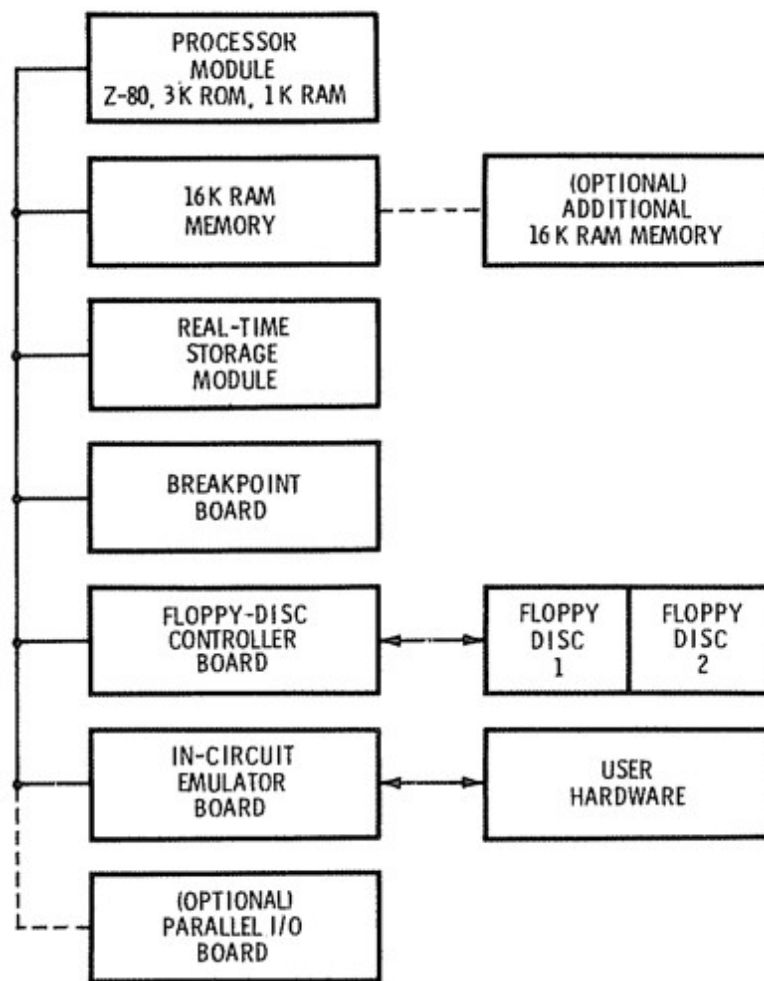 PROCESSOR
MODULE
Z-80, 3K ROM, 1K RAM
16K RAM
MEMORY
(OPTIONAL)
ADDITIONAL
16K RAM MEMORY
REAL-TIME
STORAGE
MODULE
BREAKPOINT
BOARD
FLOPPY-DISC
CONTROLLER
BOARD
FLOPPY
DISC
1
FLOPPY
DISC
2
IN-CIRCUIT
EMULATOR
BOARD
USER
HARDWARE
(OPTIONAL)
PARALLEL I/O
BOARD